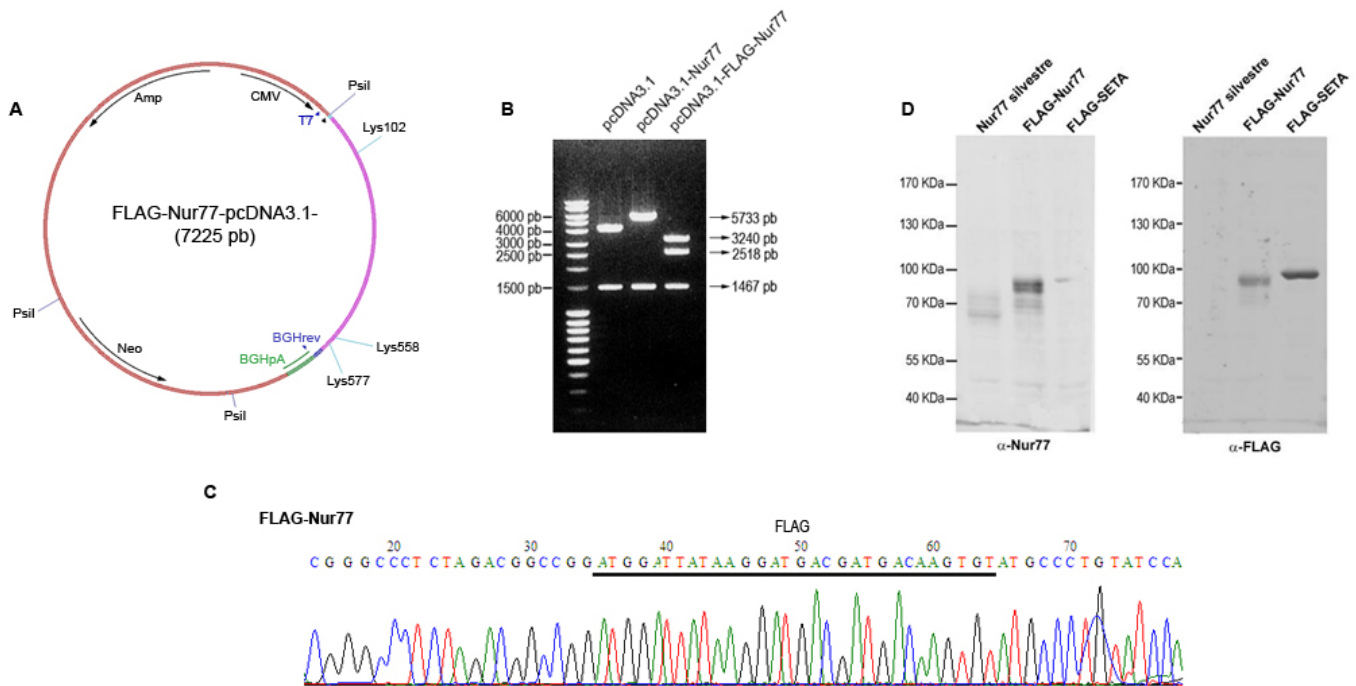 A
Amp
CMV
PsiI
T7
Lys102
FLAG-Nur77-pcDNA3.1-
(7225 pb)
PsiI
Neo
BGHrev
BGHpA
Lys558
Lys577
PsiI
B
pcDNA3.1
pcDNA3.1-Nur77
pcDNA3.1-FLAG-Nur77
6000 pb
4000 pb
3000 pb
2500 pb
1500 pb
5733 pb
3240 pb
2518 pb
1467 pb
D
Nur77 silvestre
FLAG-Nur77
FLAG-SETA
170 KDa
130 KDa
100 KDa
70 KDa
55 KDa
40 KDa
α-Nur77
Nur77 silvestre
FLAG-Nur77
FLAG-SETA
170 KDa
130 KDa
100 KDa
70 KDa
55 KDa
40 KDa
α-FLAG
C
FLAG-Nur77
FLAG
20 30 40 50 60 70
C G G G C C C T C T A G A C G G C C G G A T G G A T T A T A A G G A T G A C G A T G A C A A G T G T A T G C C C T G T A T C C A